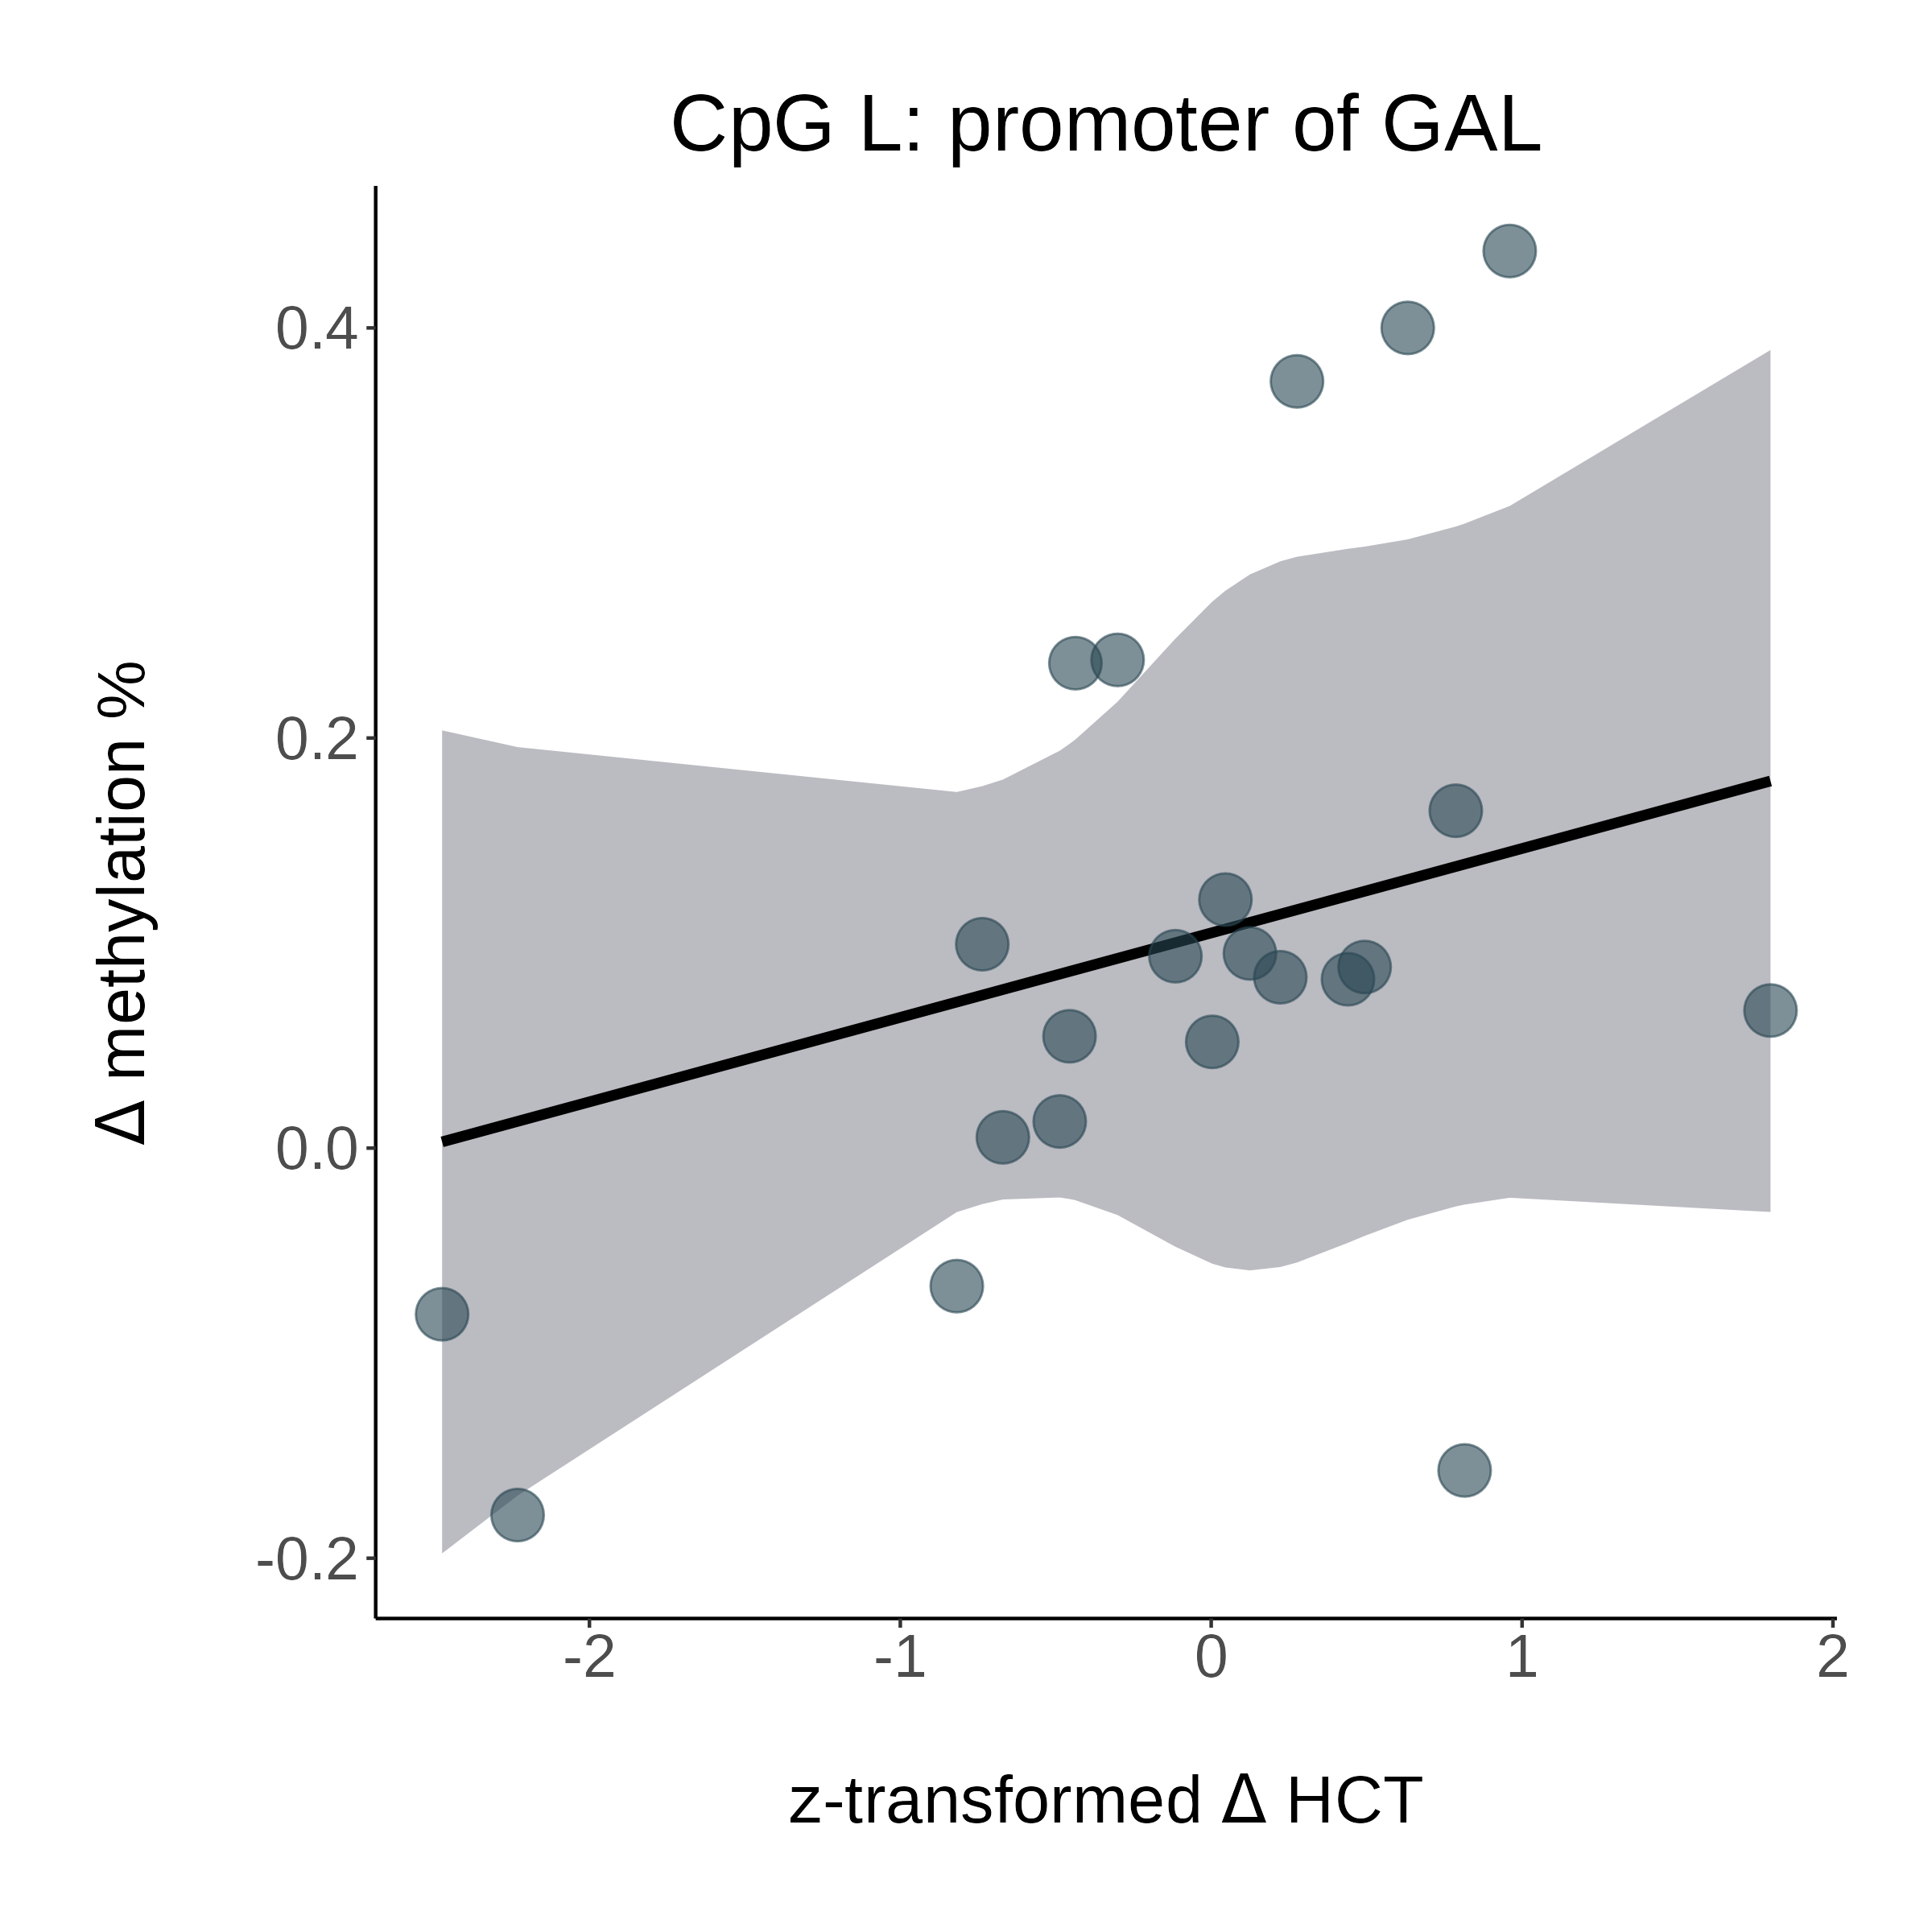 CpG L: promoter of GAL
Δ methylation %
0.4
0.2
0.0
-0.2
-2 -1 0 1 2
z-transformed Δ HCT